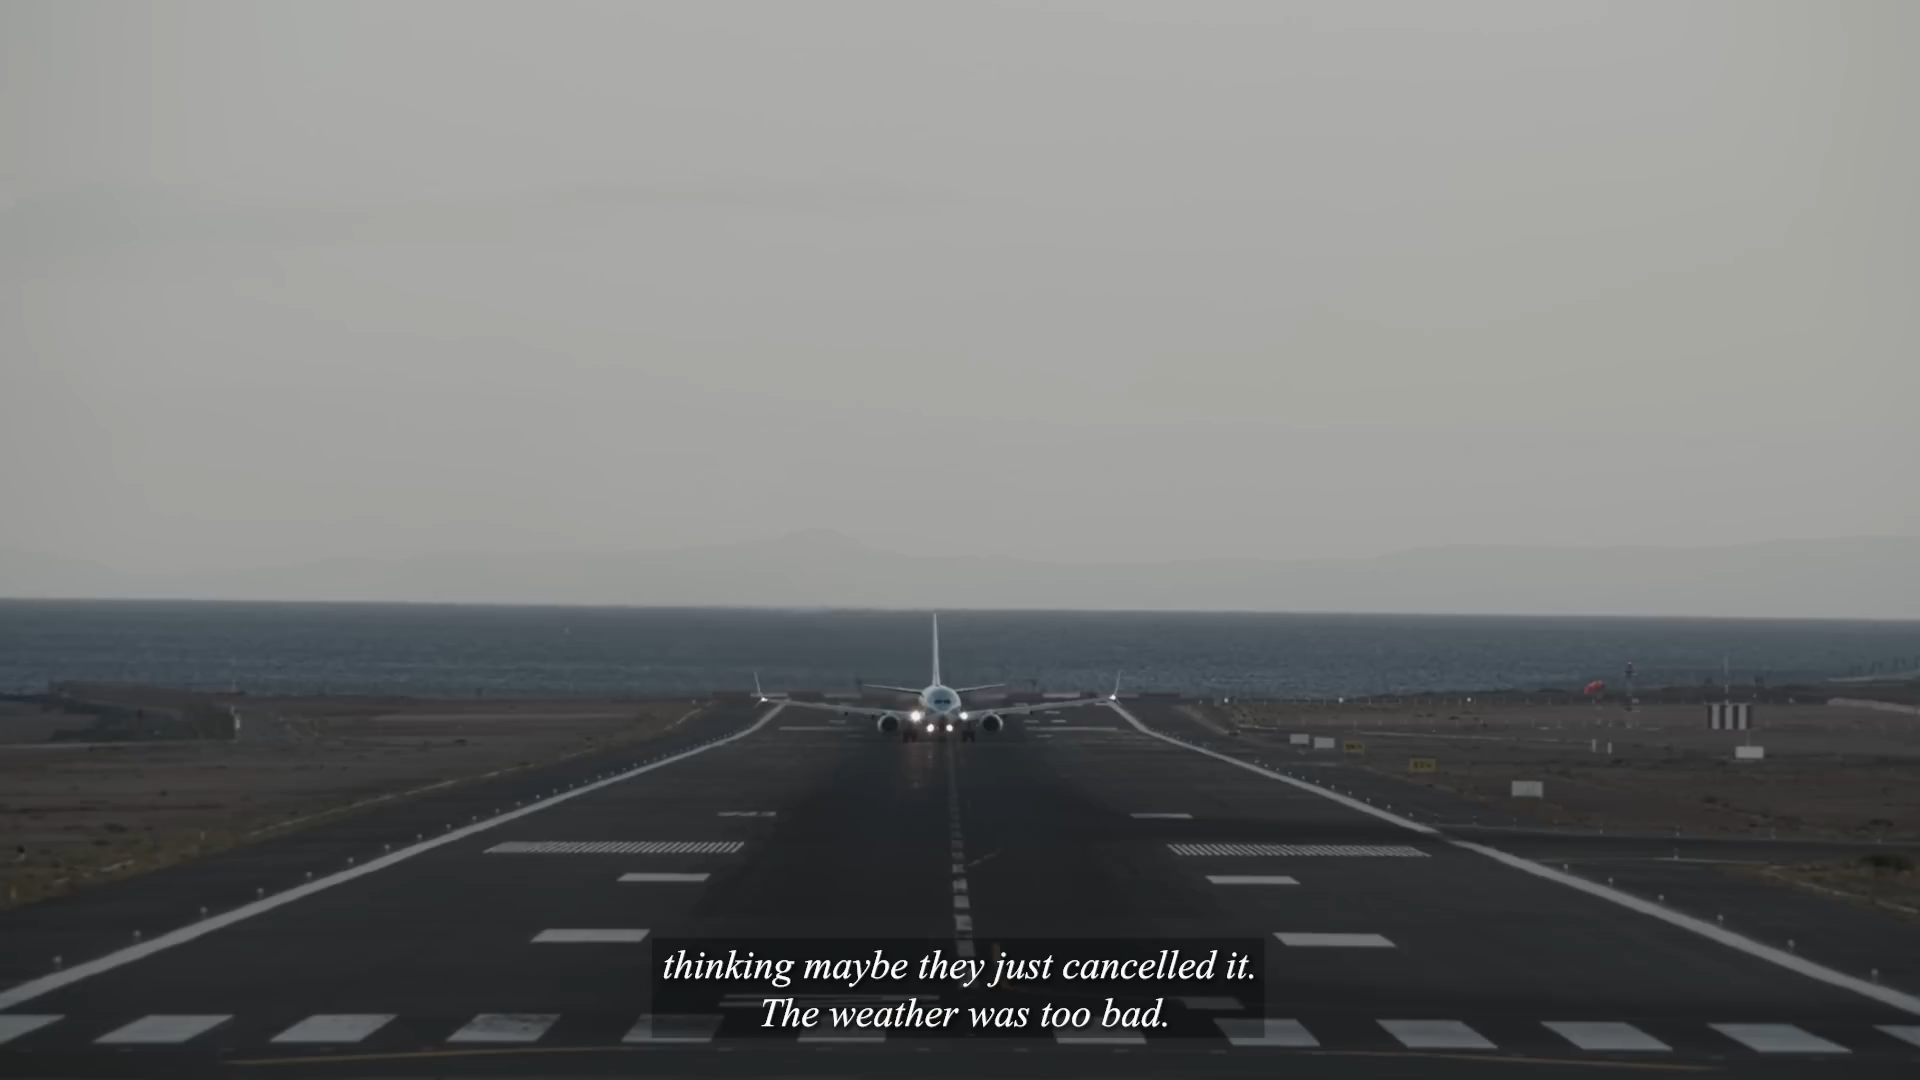 thinking maybe they just cancelled it.
The weather was too bad.